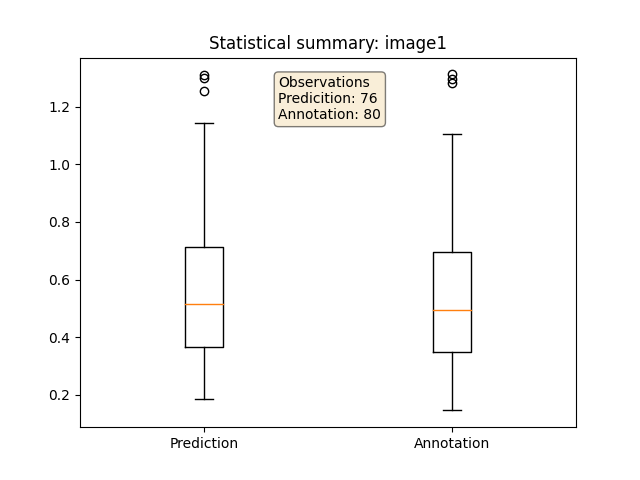 Statistical summary: image1
Observations
Predicition: 76
Annotation: 80
1.2
1.0
0.8
0.6
0.4
0.2
Prediction
Annotation